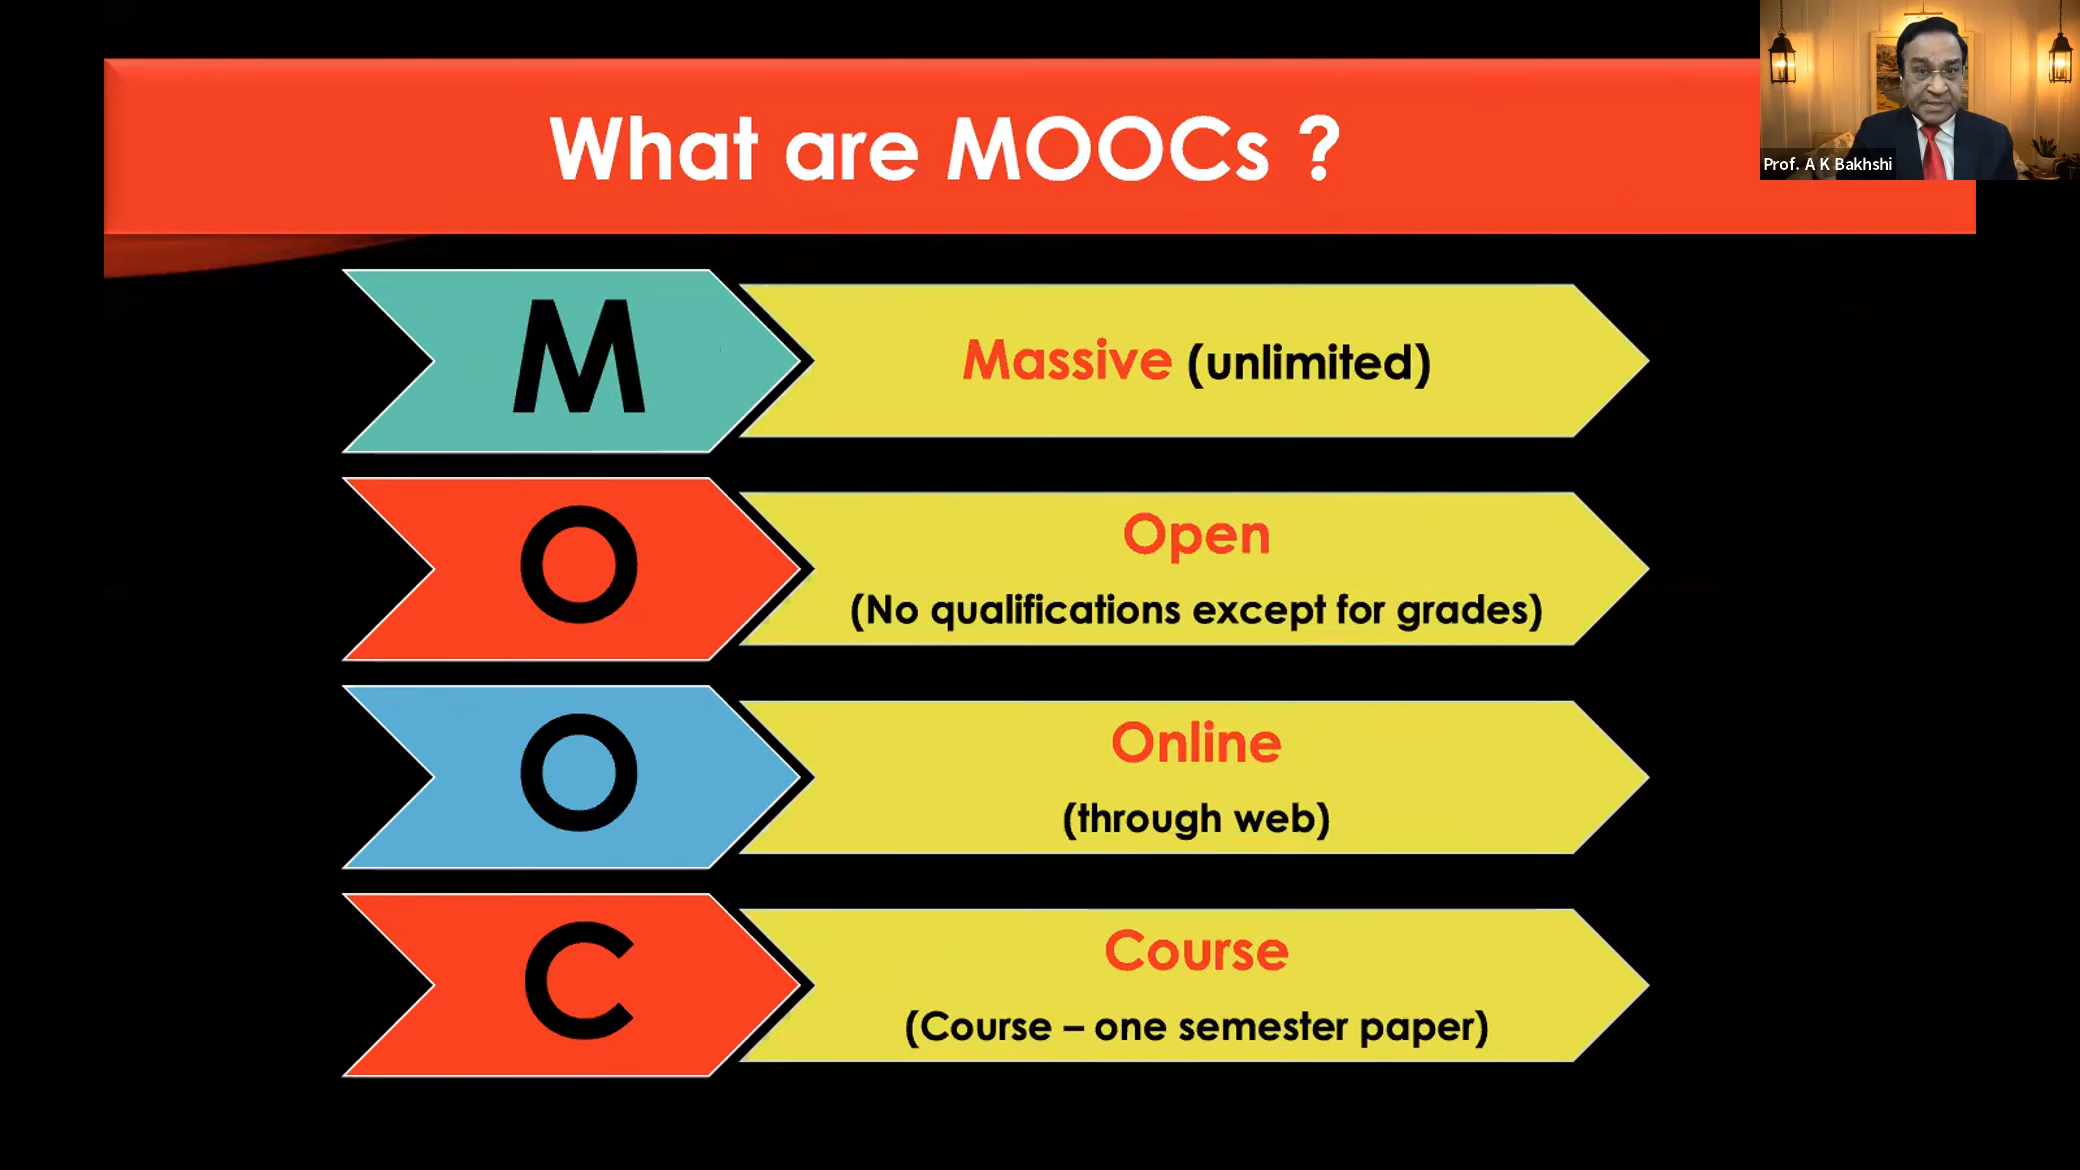 What are MOOCs ?
Prof. A K Bakhshi
M
Massive (unlimited)
O
Open
(No qualifications except for grades)
O
Online
(through web)
C
Course
(Course – one semester paper)